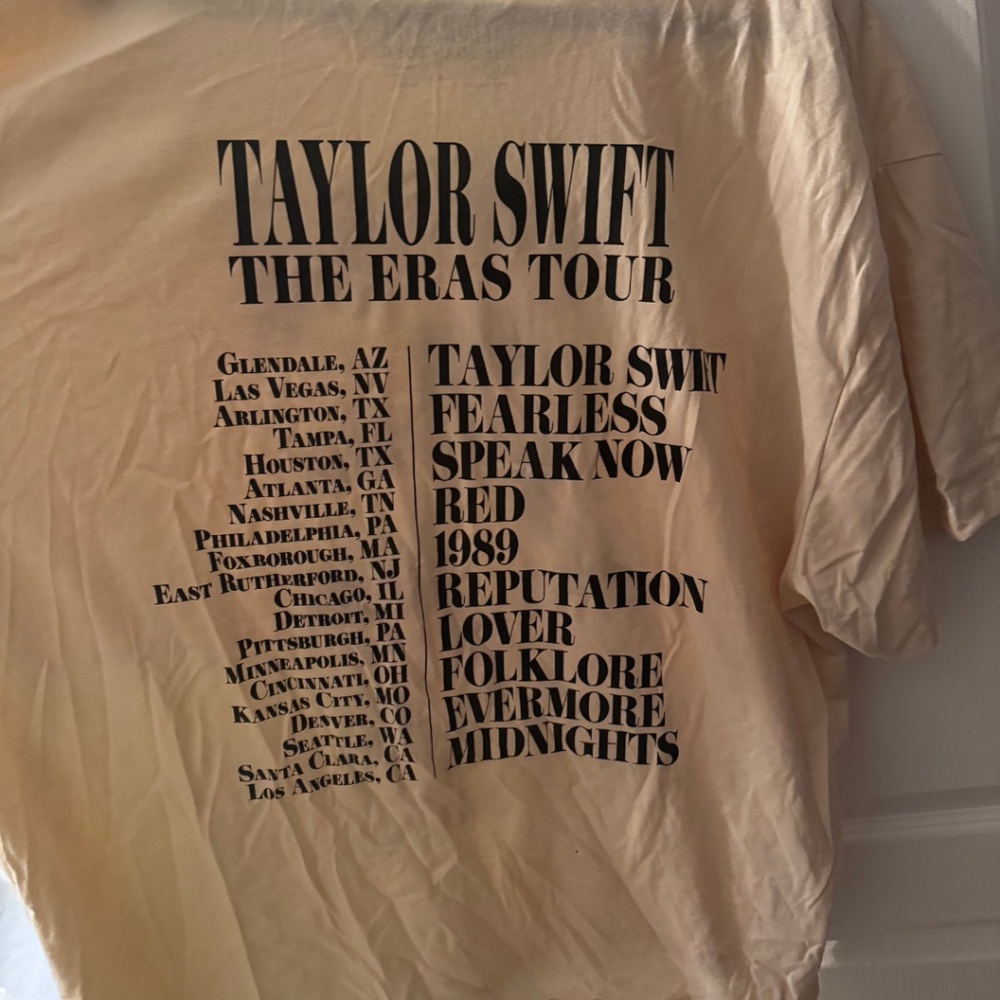 TAYLOR SWIFT
THE ERAS TOUR
GLENDALE, AZ
LAS VEGAS, NV
ARLINGTON, TX
TAMPA, FL
HOUSTON, TX
ATLANTA, GA
NASHVILLE, TN
PHILADELPHIA, PA
FOXBOROUGH, MA
EAST RUTHERFORD, NJ
CHICAGO, IL
DETROIT, MI
PITTSBURGH, PA
MINNEAPOLIS, MN
CINCINNATI, OH
KANSAS CITY, MO
DENVER, CO
SEATTLE, WA
SANTA CLARA, CA
LOS ANGELES, CA
TAYLOR SWIFT
FEARLESS
SPEAK NOW
RED
1989
REPUTATION
LOVER
FOLKLORE
EVERMORE
MIDNIGHTS